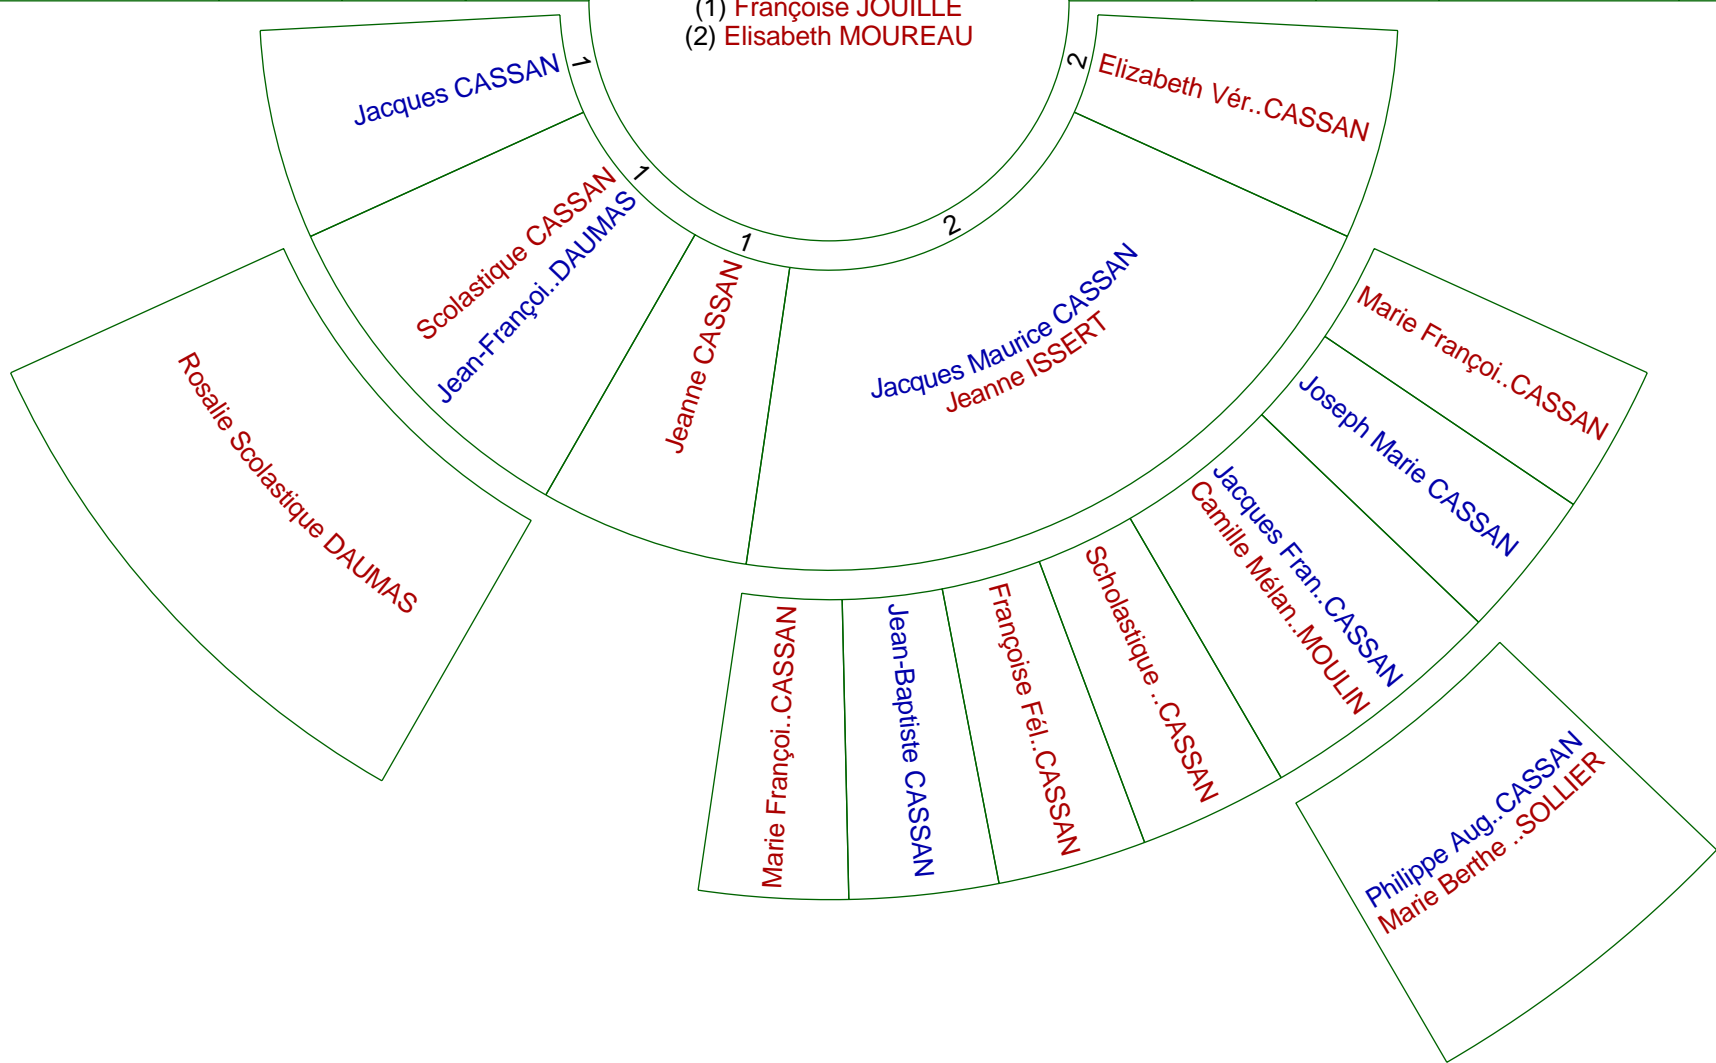 (1) Françoise JOUILLE
(2) Elisabeth MOUREAU
1
1
1
2
2
Jacques CASSAN
Scolastique CASSAN
Jean-Françoi..DAUMAS
Jeanne CASSAN
Jacques Maurice CASSAN
Jeanne ISSERT
Elizabeth Vér..CASSAN
Rosalie Scolastique DAUMAS
Marie Françoi..CASSAN
Jean-Baptiste CASSAN
Françoise Fél..CASSAN
Scholastique ..CASSAN
Jacques Fran..CASSAN
Camille Mélan..MOULIN
Joseph Marie CASSAN
Marie Françoi..CASSAN
Philippe Aug..CASSAN
Marie Berthe ..SOLLIER